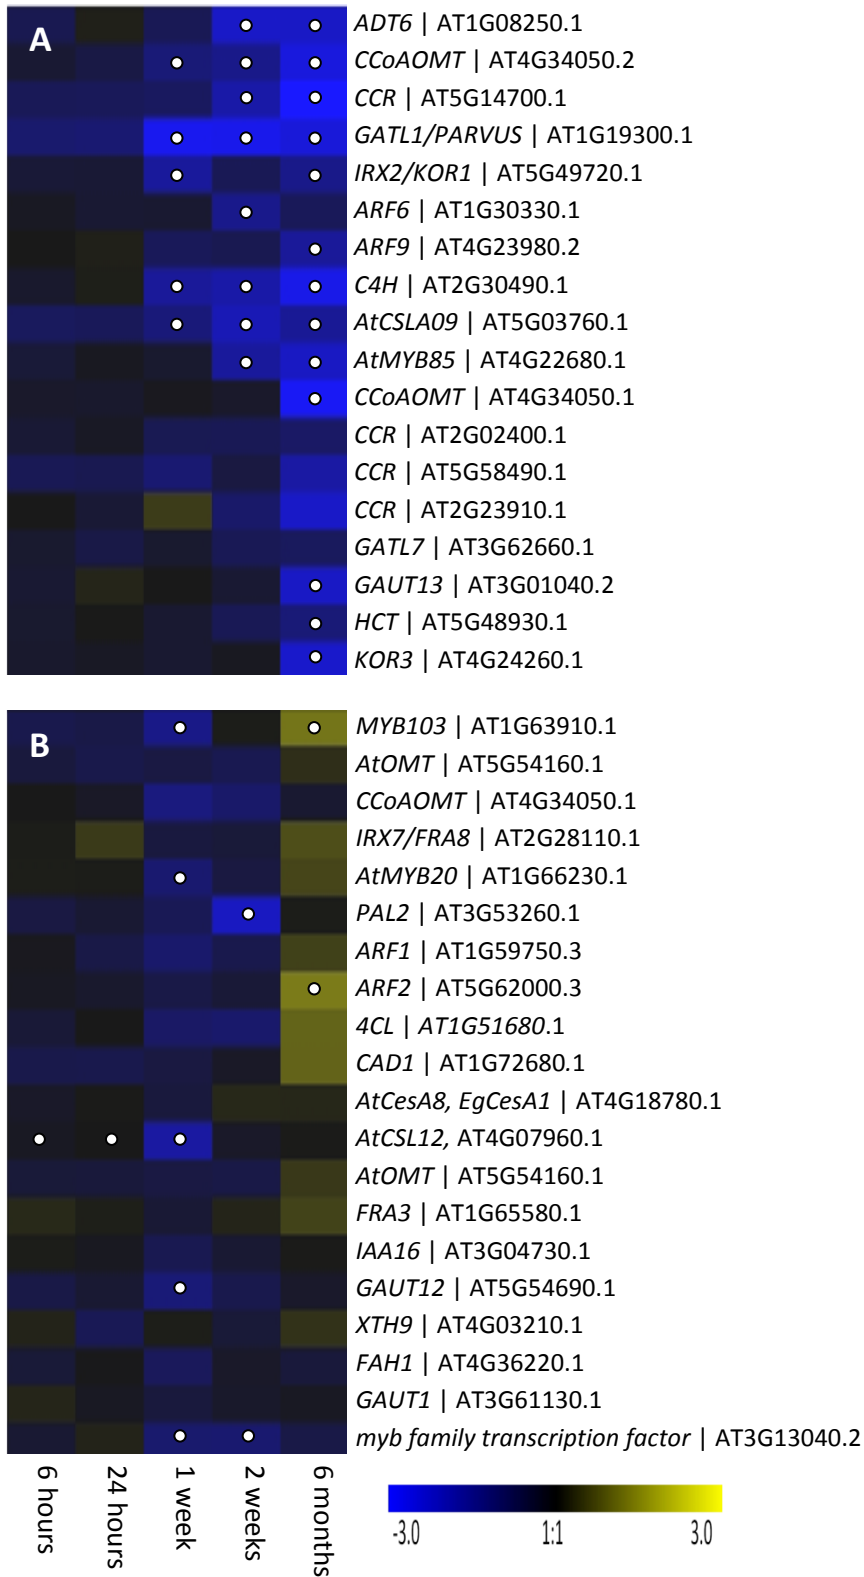 A
ADT6 | AT1G08250.1
CCoAOMT | AT4G34050.2
CCR | AT5G14700.1
GATL1/PARVUS | AT1G19300.1
IRX2/KOR1 | AT5G49720.1
ARF6 | AT1G30330.1
ARF9 | AT4G23980.2
C4H | AT2G30490.1
AtCSLA09 | AT5G03760.1
AtMYB85 | AT4G22680.1
CCoAOMT | AT4G34050.1
CCR | AT2G02400.1
CCR | AT5G58490.1
CCR | AT2G23910.1
GATL7 | AT3G62660.1
GAUT13 | AT3G01040.2
HCT | AT5G48930.1
KOR3 | AT4G24260.1
B
MYB103 | AT1G63910.1
AtOMT | AT5G54160.1
CCoAOMT | AT4G34050.1
IRX7/FRA8 | AT2G28110.1
AtMYB20 | AT1G66230.1
PAL2 | AT3G53260.1
ARF1 | AT1G59750.3
ARF2 | AT5G62000.3
4CL | AT1G51680.1
CAD1 | AT1G72680.1
AtCesA8, EgCesA1 | AT4G18780.1
AtCSL12, AT4G07960.1
AtOMT | AT5G54160.1
FRA3 | AT1G65580.1
IAA16 | AT3G04730.1
GAUT12 | AT5G54690.1
XTH9 | AT4G03210.1
FAH1 | AT4G36220.1
GAUT1 | AT3G61130.1
myb family transcription factor | AT3G13040.2
6 hours
24 hours
1 week
2 weeks
6 months
-3.0 1:1 3.0